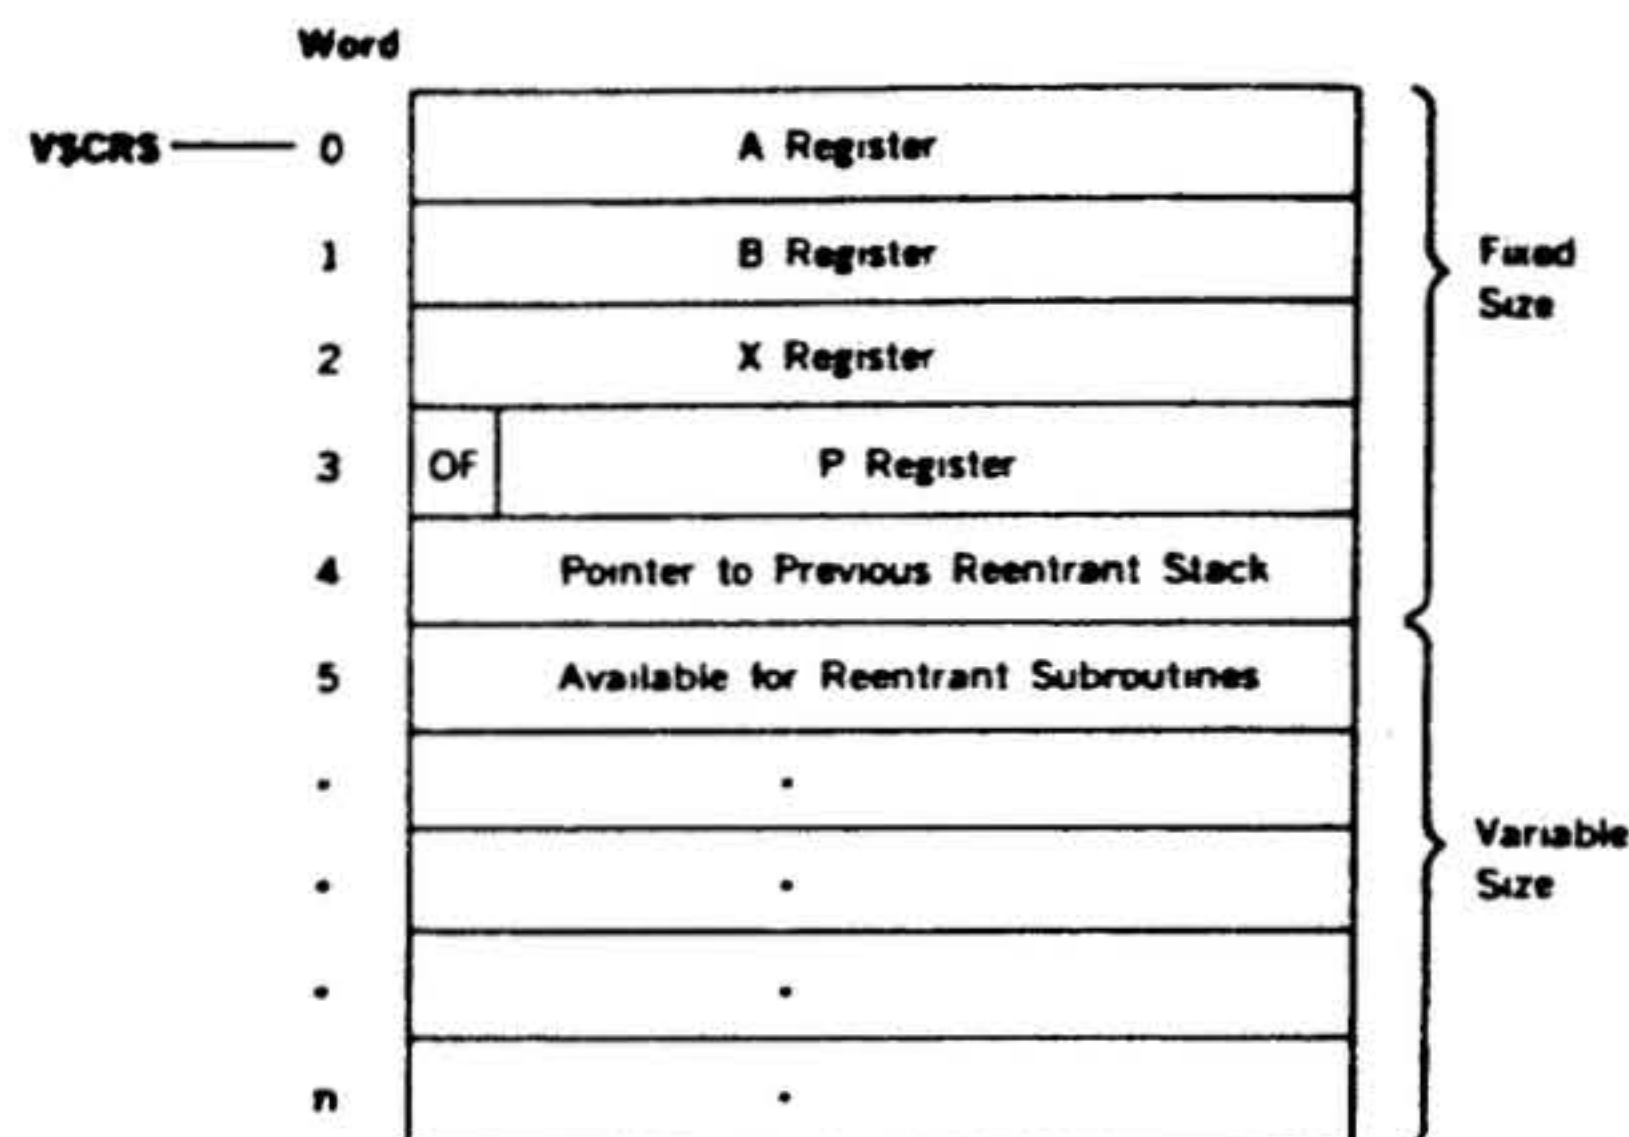 Word
V$CRS 0 A Register
1 B Register
2 X Register
3 OF P Register
4 Pointer to Previous Reentrant Stack
5 Available for Reentrant Subroutines
. .
. .
. .
n .
Fixed
Size
Variable
Size